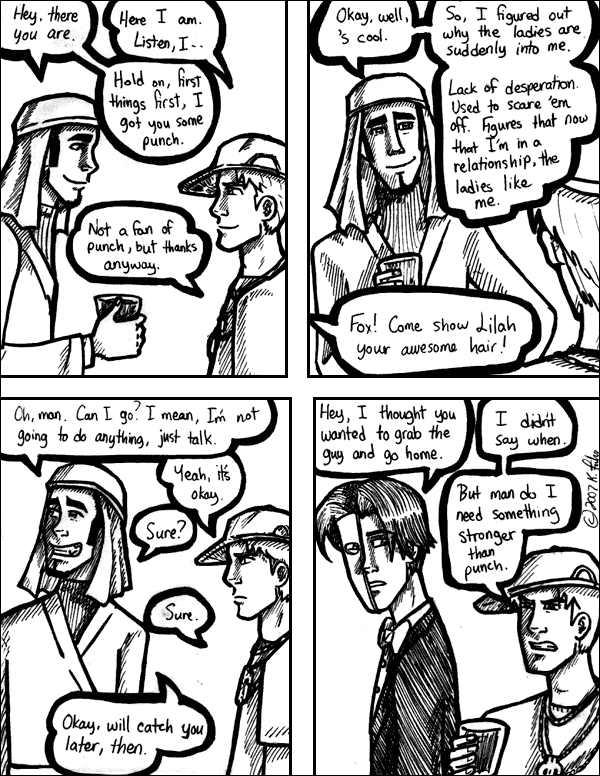 Hey, there
you are.
Here I am.
Listen, I--
Hold on, first
things first, I
got you some
punch.
Not a fan of
punch, but thanks
anyway.
Okay, well,
's cool.
So, I figured out
why the ladies are
suddenly into me.
Lack of desperation.
Used to scare 'em
off. Figures that now
that I'm in a
relationship, the
ladies like
me.
Fox! Come show Lilah
your awesome hair!
Oh, man. Can I go? I mean, I'm not
going to do anything, just talk.
Yeah, it's
okay.
Sure?
Sure.
Okay, will catch you
later, then.
Hey, I thought you
wanted to grab the
guy and go home.
I didn't
say when.
But man do I
need something
stronger
than
punch.
©2007 K.